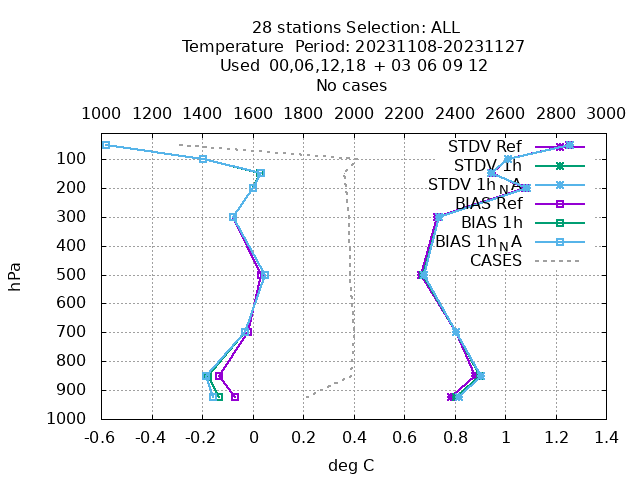 28 stations Selection: ALL
Temperature  Period: 20231108-20231127
Used  00,06,12,18 + 03 06 09 12
No cases
1000 1200 1400 1600 1800 2000 2200 2400 2600 2800 3000
STDV Ref
STDV 1h
STDV 1hNA
BIAS Ref
BIAS 1h
BIAS 1hNA
CASES
100
200
300
400
500
600
700
800
900
1000
hPa
-0.6 -0.4 -0.2 0 0.2 0.4 0.6 0.8 1 1.2 1.4
deg C